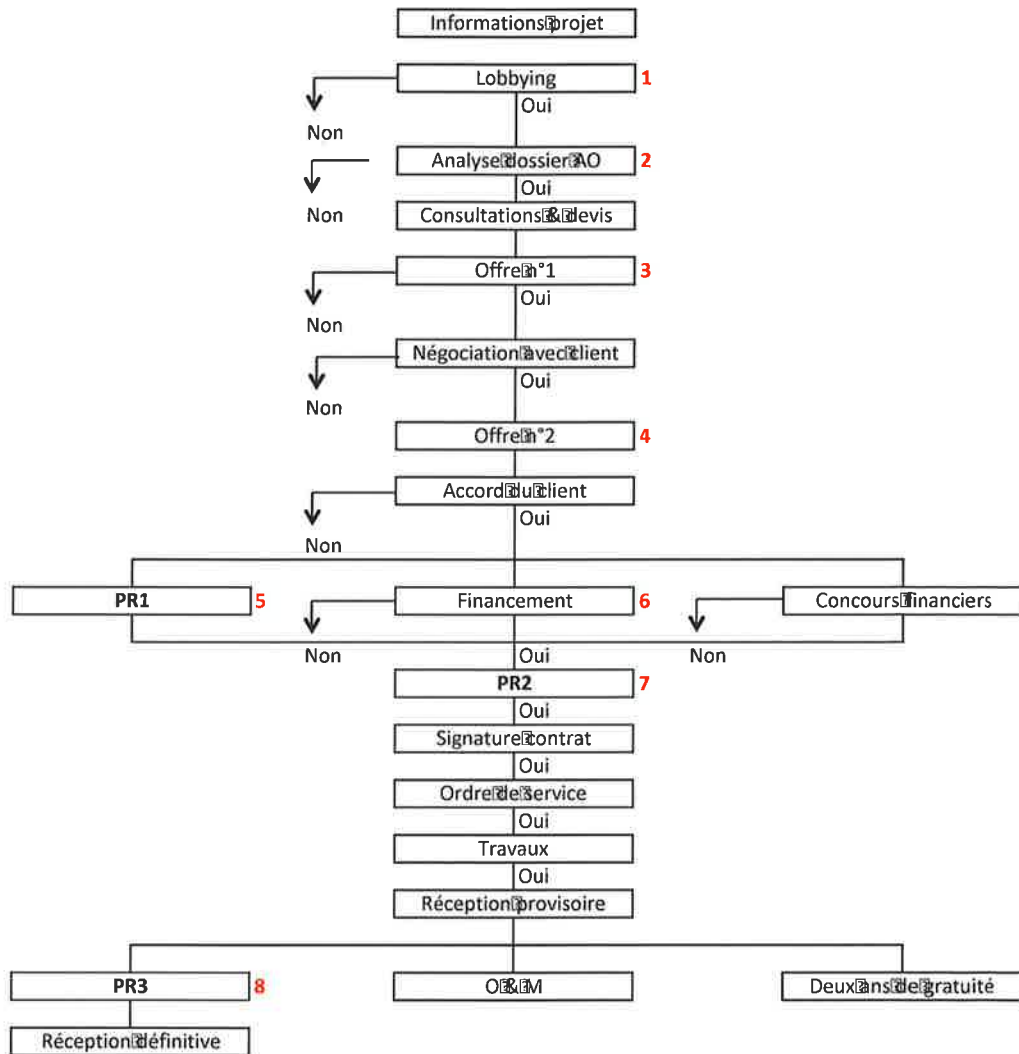 Informations projet
Lobbying 1
Oui
Non
Analyse dossier AO 2
Oui
Non
Consultations & devis
Offre n°1 3
Oui
Non
Négociation avec client
Oui
Non
Offre n°2 4
Accord du client
Oui
Non
PR1 5 Financement 6 Concours financiers
Non Oui Non
PR2 7
Oui
Signature contrat
Oui
Ordre de service
Oui
Travaux
Oui
Réception provisoire
PR3 8 O & M Deux ans de gratuité
Réception définitive